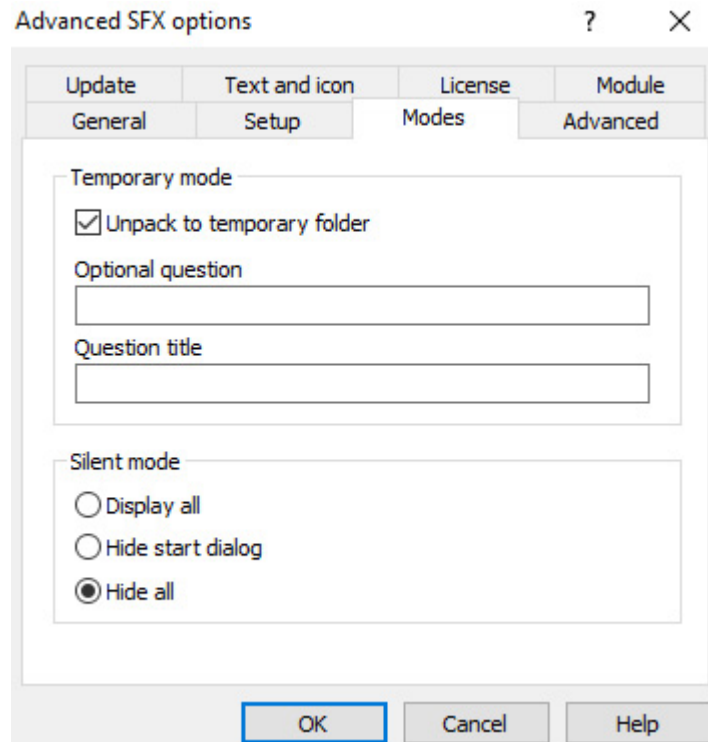 Advanced SFX options ? ✕
Update Text and icon License Module
General Setup Modes Advanced
Temporary mode
Unpack to temporary folder
Optional question
Question title
Silent mode
Display all
Hide start dialog
Hide all
OK Cancel Help